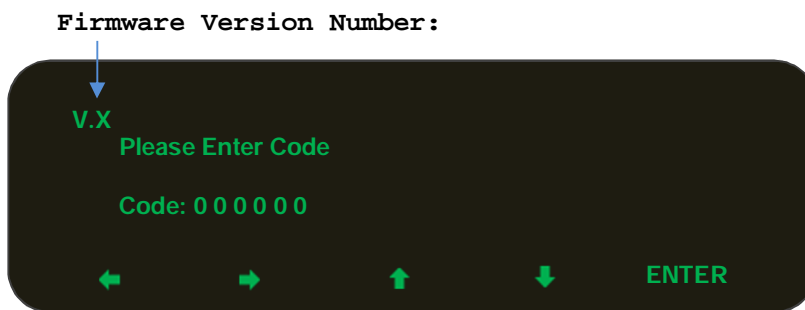 Firmware Version Number:
V.X
Please Enter Code
Code: 0 0 0 0 0 0
ENTER